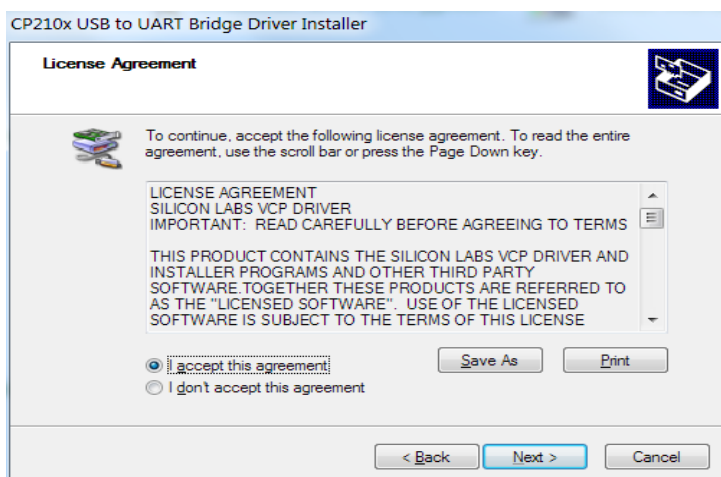 CP210x USB to UART Bridge Driver Installer
License Agreement
To continue, accept the following license agreement. To read the entire
agreement, use the scroll bar or press the Page Down key.
LICENSE AGREEMENT
SILICON LABS VCP DRIVER
IMPORTANT:  READ CAREFULLY BEFORE AGREEING TO TERMS
THIS PRODUCT CONTAINS THE SILICON LABS VCP DRIVER AND
INSTALLER PROGRAMS AND OTHER THIRD PARTY
SOFTWARE.TOGETHER THESE PRODUCTS ARE REFERRED TO
AS THE "LICENSED SOFTWARE".  USE OF THE LICENSED
SOFTWARE IS SUBJECT TO THE TERMS OF THIS LICENSE
I accept this agreement
Save As
Print
I don't accept this agreement
< Back
Next >
Cancel